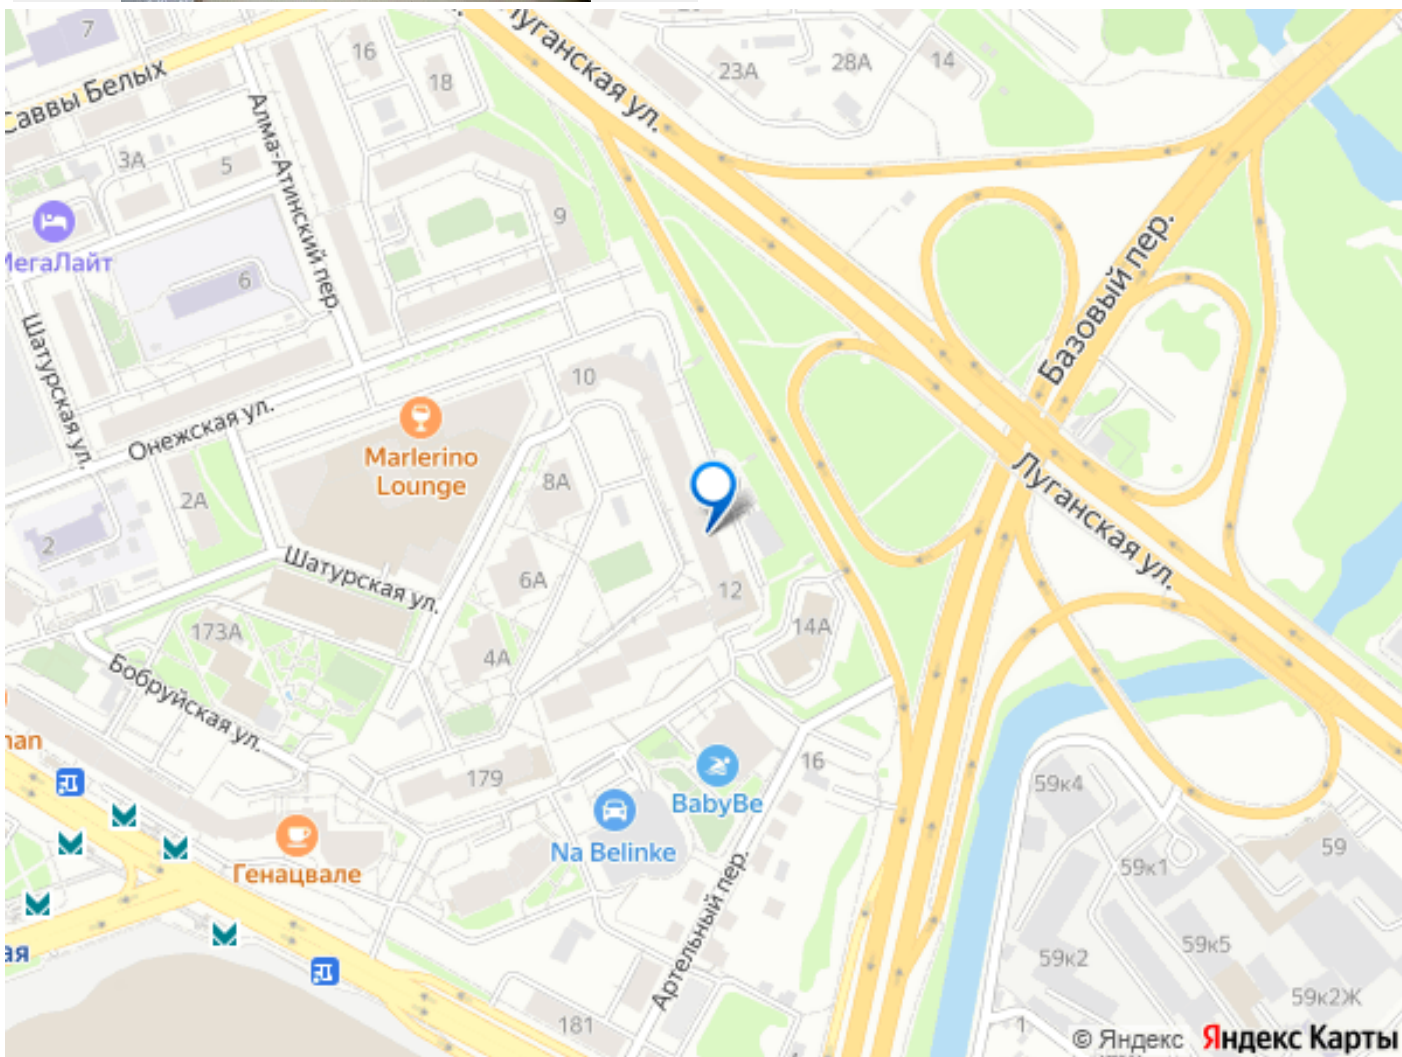 7
16
18
23А
28А
14
Луганская ул.
Саввы Белых
Алма-Атинский пер.
3А
5
9
МегаЛайт
6
Шатурская ул.
Базовый пер.
10
Онежская ул.
Marlerino
Lounge
8А
2А
2
Луганская ул.
Шатурская ул.
6А
12
173А
14А
4А
Бобруйская ул.
179
16
BabyBe
59к4
Na Belinke
59
59к1
Генацвале
Артельный пер.
59к5
59к2
59к2Ж
181
1
© Яндекс Яндекс Карты